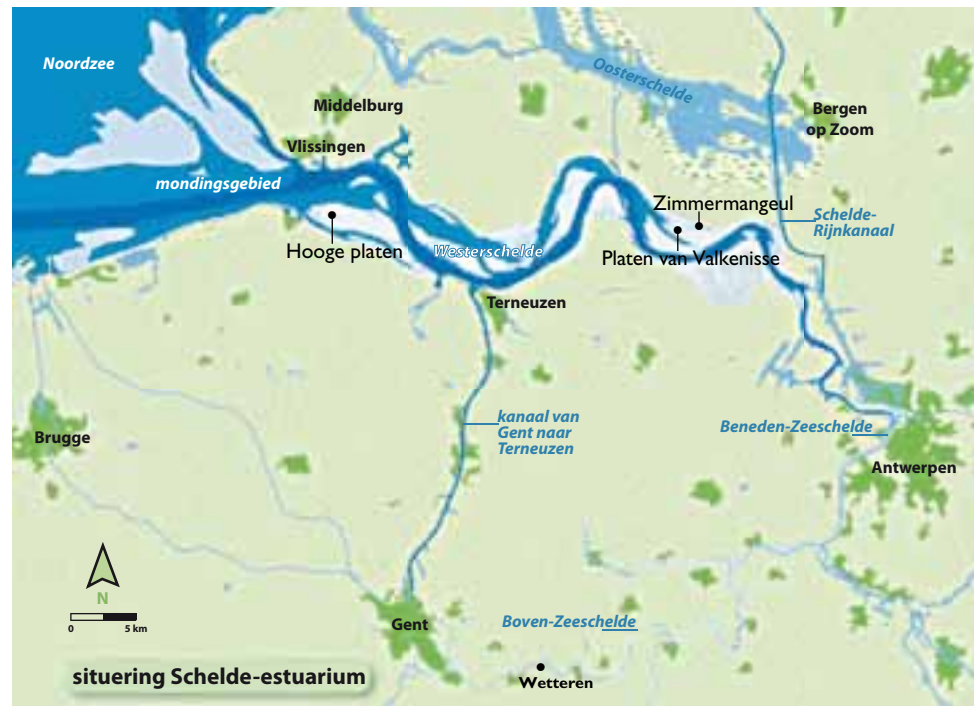 Noordzee
Oosterschelde
Middelburg
Bergen
op Zoom
Vlissingen
mondingsgebied
Zimmermangeul
Schelde-
Rijnkanaal
Hooge platen
Westerschelde
Platen van Valkenisse
Terneuzen
kanaal van
Gent naar
Terneuzen
Beneden-Zeeschelde
Brugge
Antwerpen
N
0 5 km
Gent
Boven-Zeeschelde
situering Schelde-estuarium
Wetteren